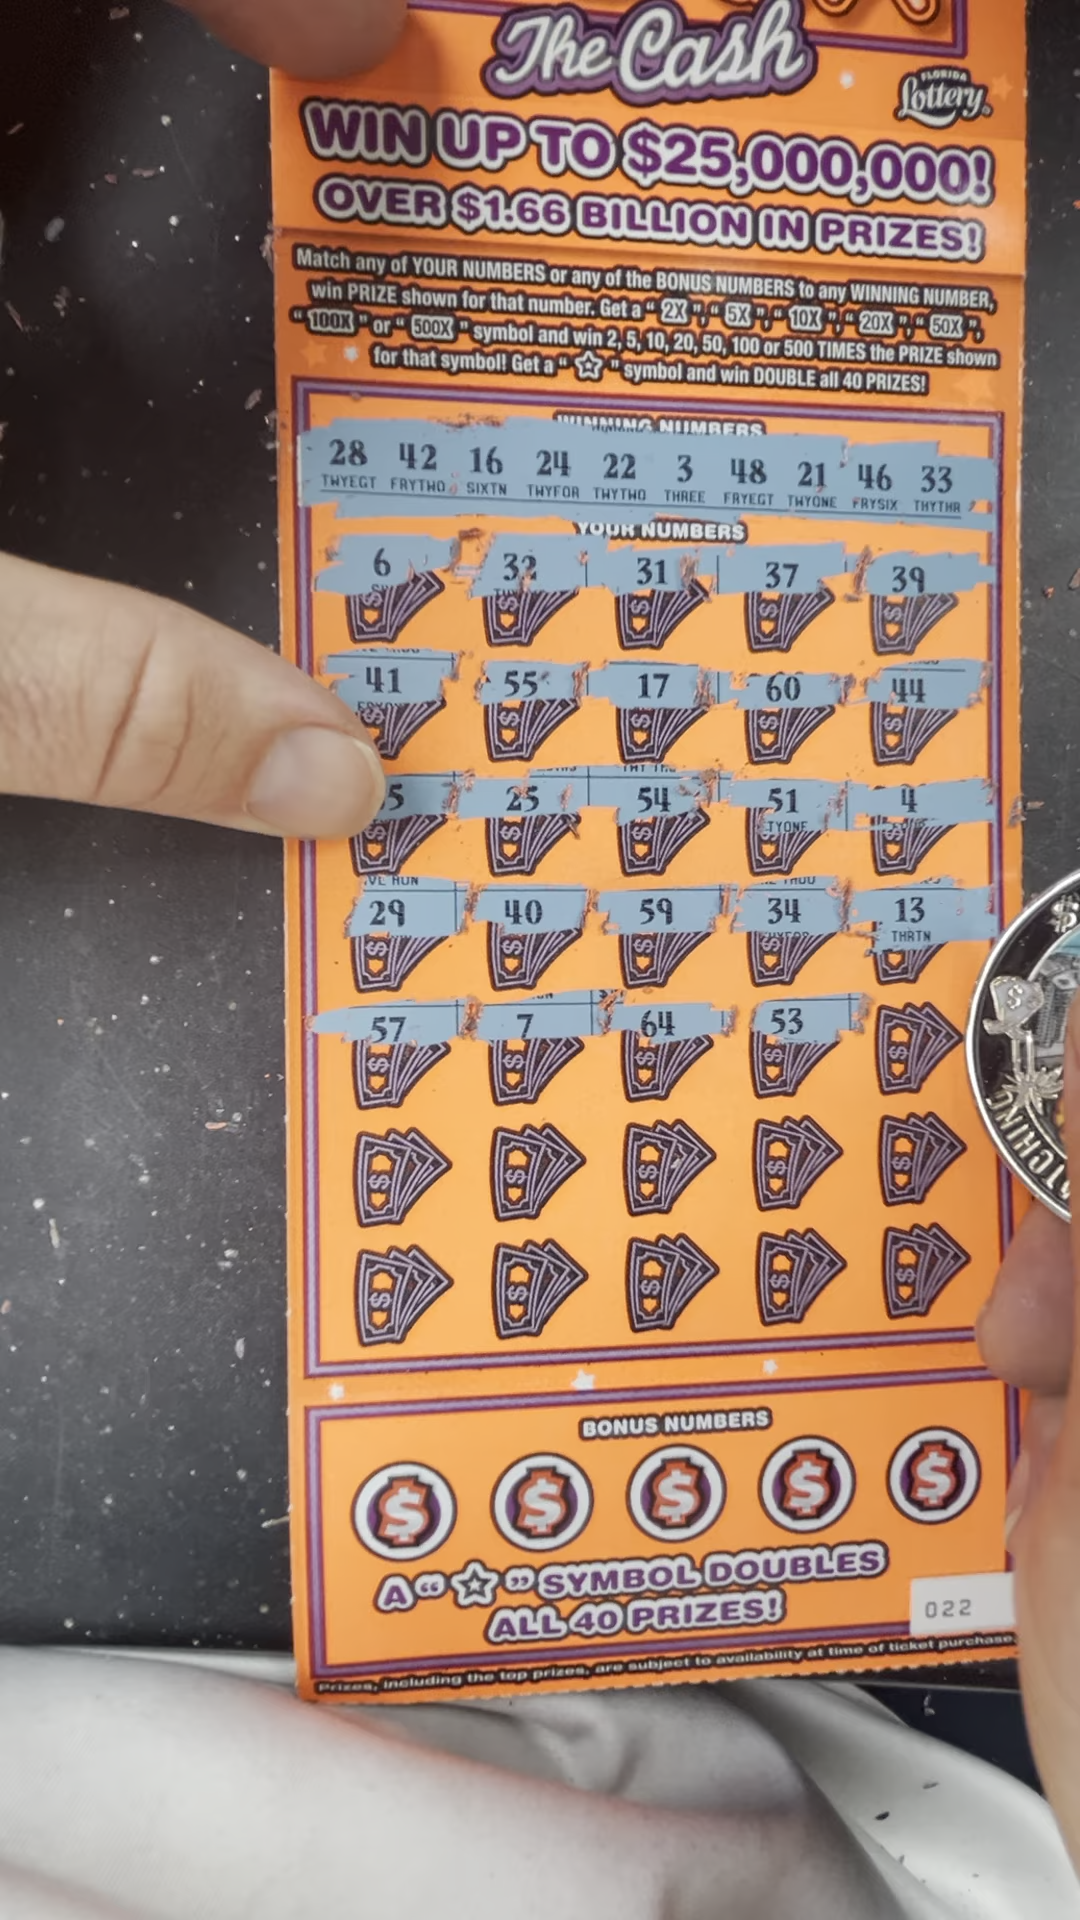 The Cash
FLORIDA
Lottery
WIN UP TO $25,000,000!
OVER $1.66 BILLION IN PRIZES!
Match any of YOUR NUMBERS or any of the BONUS NUMBERS to any WINNING NUMBER,
win PRIZE shown for that number. Get a "2X", "5X", "10X", "20X", "50X",
"100X" or "500X" symbol and win 2, 5, 10, 20, 50, 100 or 500 TIMES the PRIZE shown
for that symbol! Get a "☆" symbol and win DOUBLE all 40 PRIZES!
WINNING NUMBERS
28 42 16 24 22 3 48 21 46 33
TWYEGT FRYTWO SIXTN TWYFOR TWYTWO THREE FRYEGT TWYONE FRYSIX THYTHR
YOUR NUMBERS
6 32 31 37 39
41 55 17 60 44
5 25 54 51 4
TYONE
VE HUN
29 40 59 34 13
THRTN
57 7 64 53
BONUS NUMBERS
A "☆" SYMBOL DOUBLES
ALL 40 PRIZES!
022
Prizes, including the top prizes, are subject to availability at time of ticket purchase.